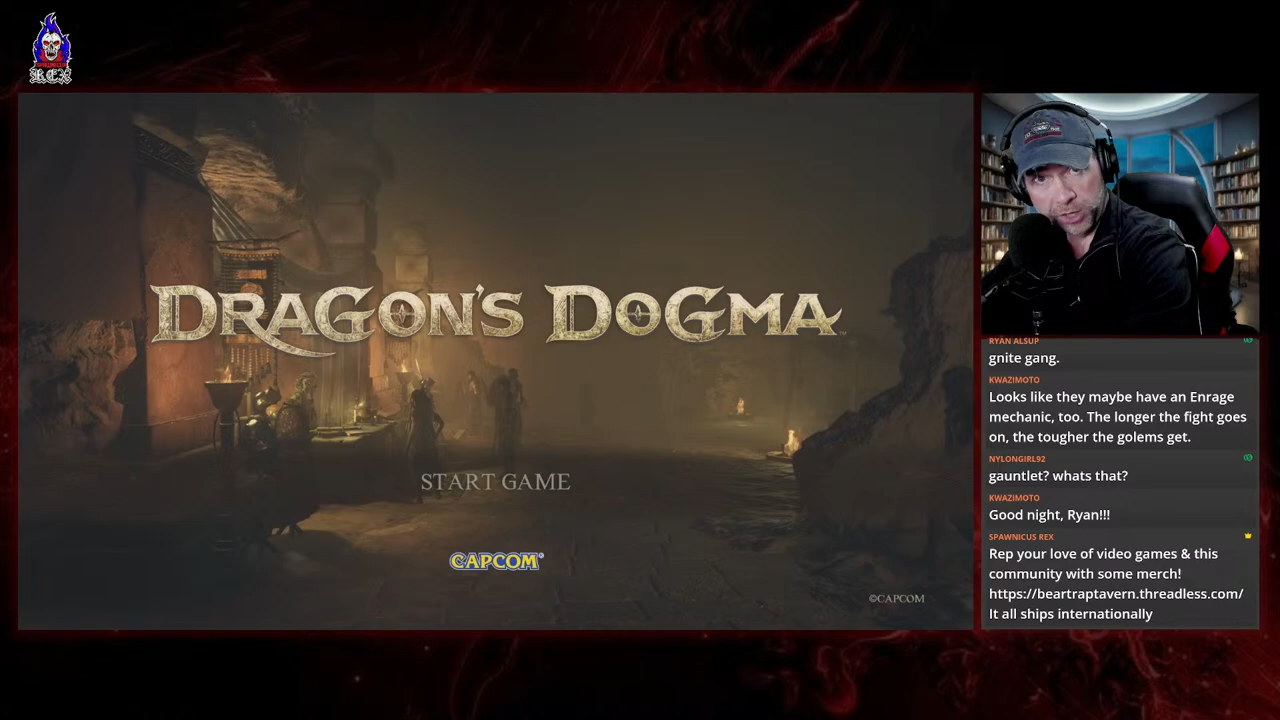 REX
DRAGON'S DOGMA
START GAME
CAPCOM
©CAPCOM
RYAN ALSUP
gnite gang.
KWAZIMOTO
Looks like they maybe have an Enrage
mechanic, too. The longer the fight goes
on, the tougher the golems get.
NYLONGIRL92
gauntlet? whats that?
KWAZIMOTO
Good night, Ryan!!!
SPAWNICUS REX
Rep your love of video games & this
community with some merch!
https://beartraptavern.threadless.com/
It all ships internationally